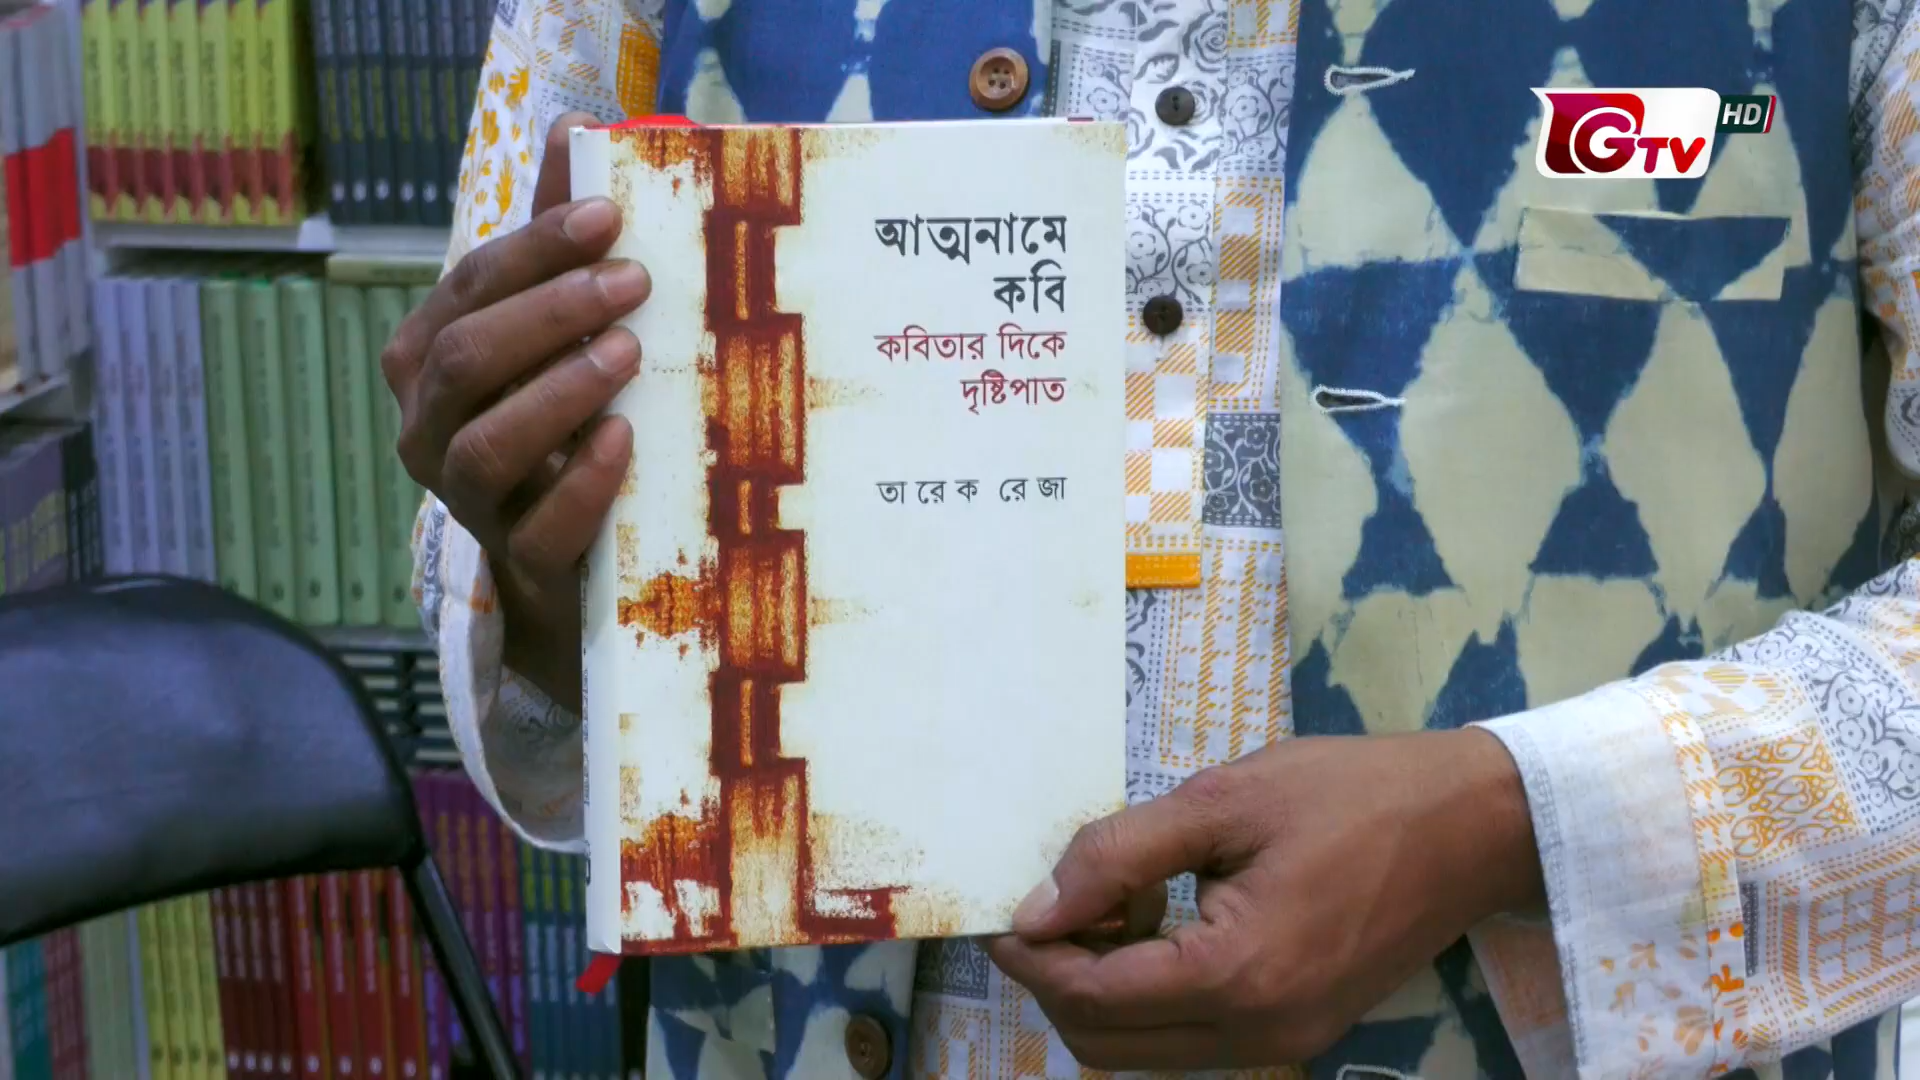 GTV HD
আত্মনামে
কবি
কবিতার দিকে
দৃষ্টিপাত
তারেক রেজা